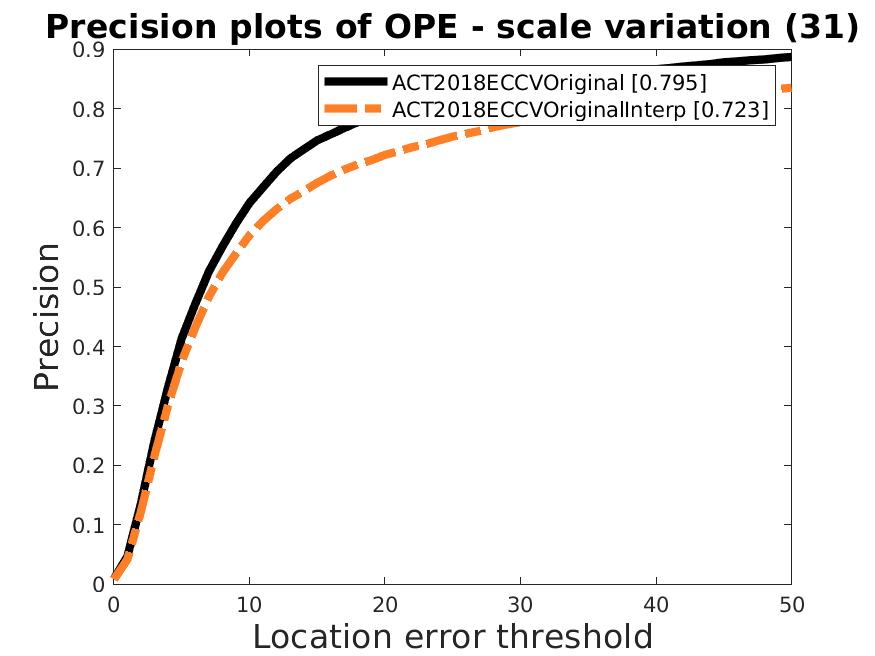 Precision plots of OPE - scale variation (31)
0.9
0.8
0.7
0.6
0.5
0.4
0.3
0.2
0.1
0
Precision
ACT2018ECCVOriginal [0.795]
ACT2018ECCVOriginalInterp [0.723]
0 10 20 30 40 50
Location error threshold